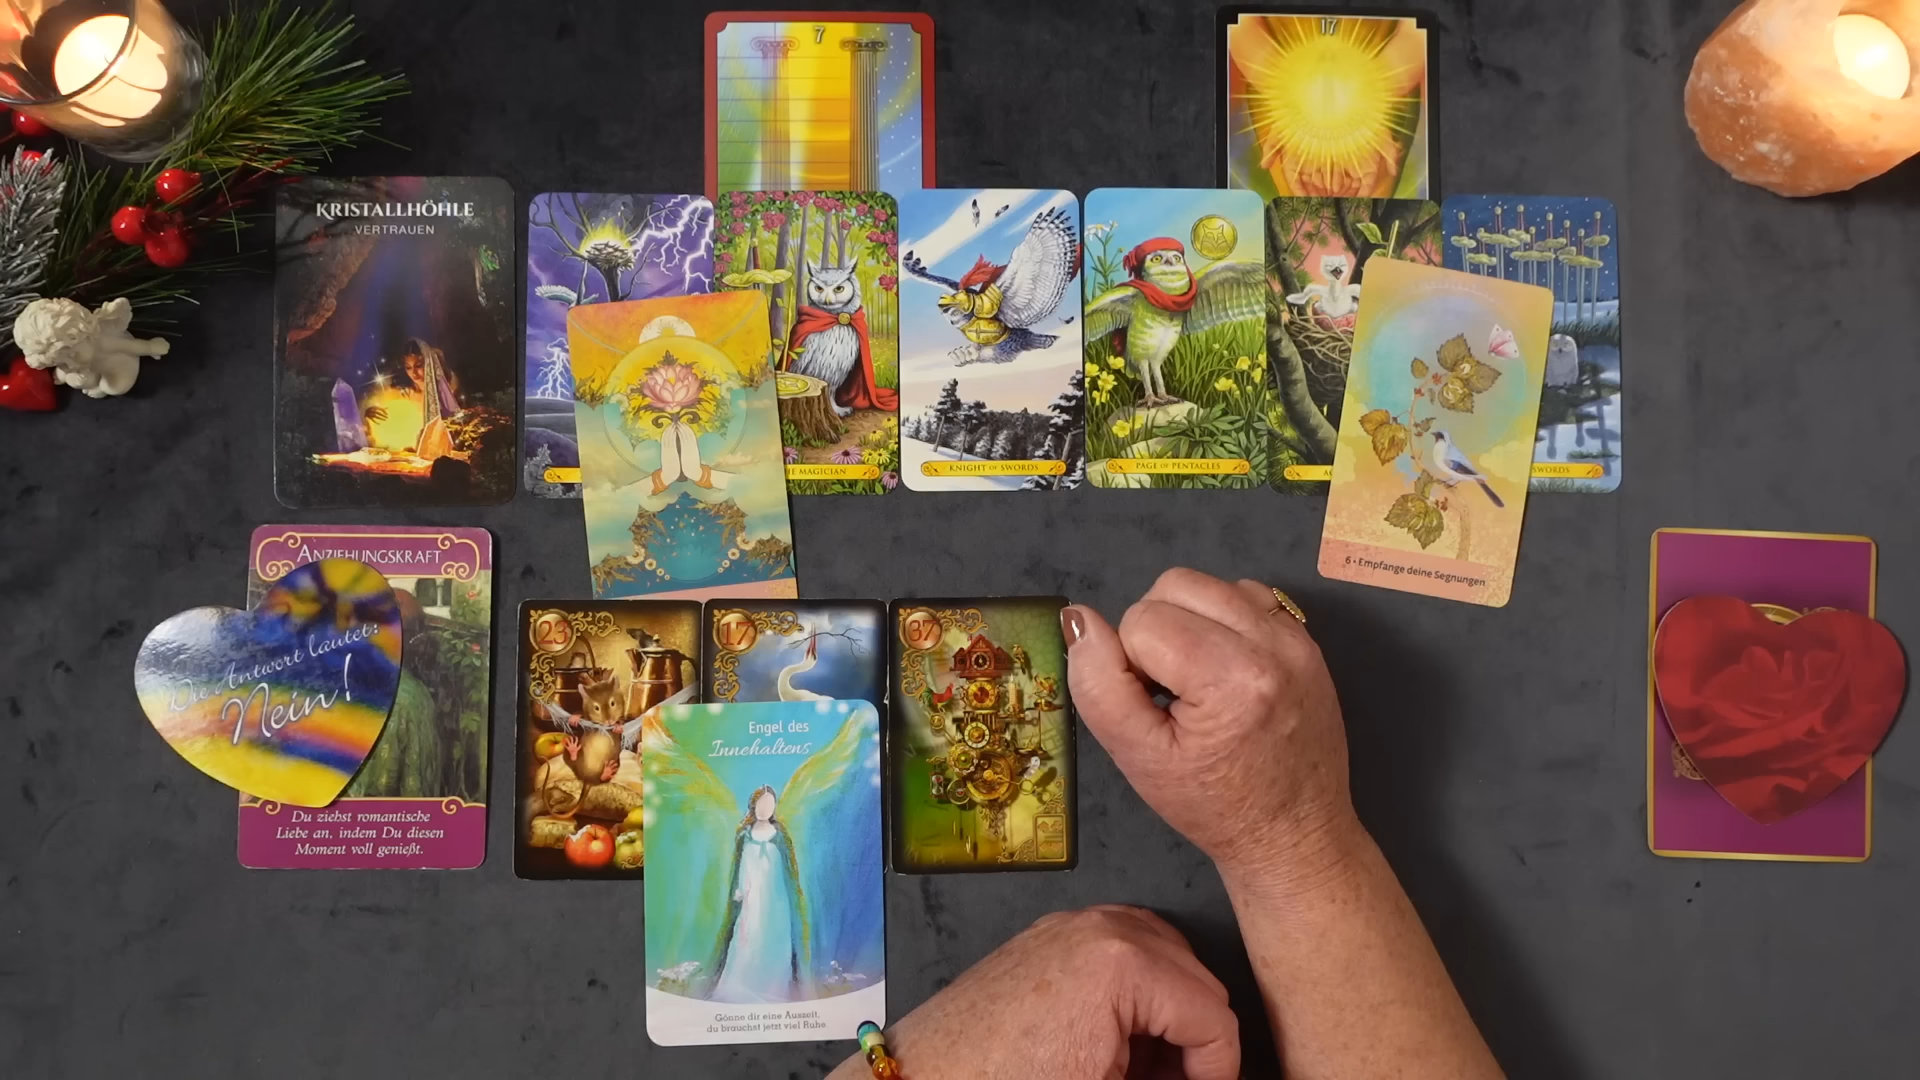 7
17
KRISTALLHÖHLE
VERTRAUEN
THE MAGICIAN
KNIGHT OF SWORDS
PAGE OF PENTACLES
SWORDS
6 • Empfange deine Segnungen
ANZIEHUNGSKRAFT
Die Antwort lautet:
Nein!
Du ziehst romantische
Liebe an, indem Du diesen
Moment voll genießt.
23
17
37
Engel des
Innehaltens
Gönne dir eine Auszeit,
du brauchst jetzt viel Ruhe.